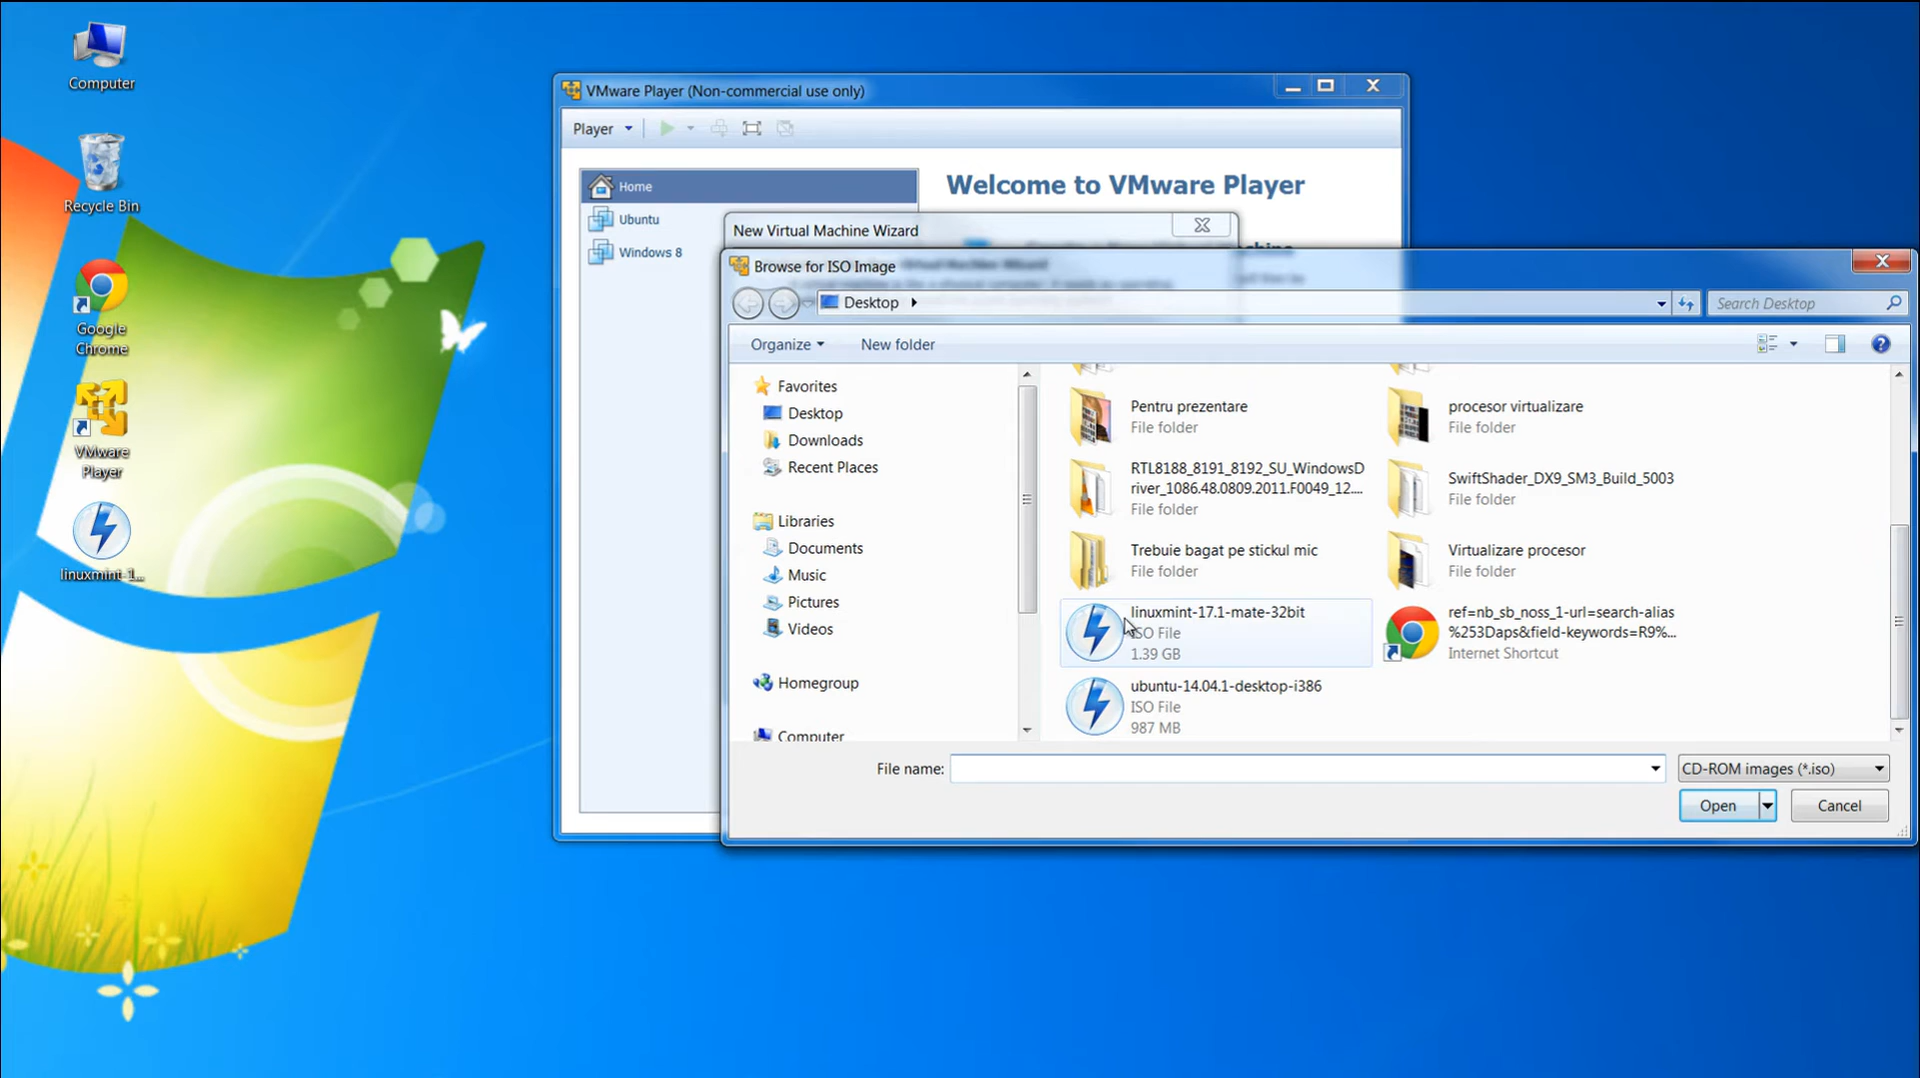 Computer
Recycle Bin
Google
Chrome
VMware
Player
linuxmint-1...
VMware Player (Non-commercial use only)
Player
Home
Ubuntu
Windows 8
Welcome to VMware Player
New Virtual Machine Wizard
Browse for ISO Image
Desktop
Search Desktop
Organize
New folder
Favorites
Desktop
Downloads
Recent Places
Libraries
Documents
Music
Pictures
Videos
Homegroup
Computer
Pentru prezentare
File folder
procesor virtualizare
File folder
RTL8188_8191_8192_SU_WindowsD
river_1086.48.0809.2011.F0049_12....
File folder
SwiftShader_DX9_SM3_Build_5003
File folder
Trebuie bagat pe stickul mic
File folder
Virtualizare procesor
File folder
linuxmint-17.1-mate-32bit
ISO File
1.39 GB
ref=nb_sb_noss_1-url=search-alias
%253Daps&field-keywords=R9%...
Internet Shortcut
ubuntu-14.04.1-desktop-i386
ISO File
987 MB
File name:
CD-ROM images (*.iso)
Open
Cancel